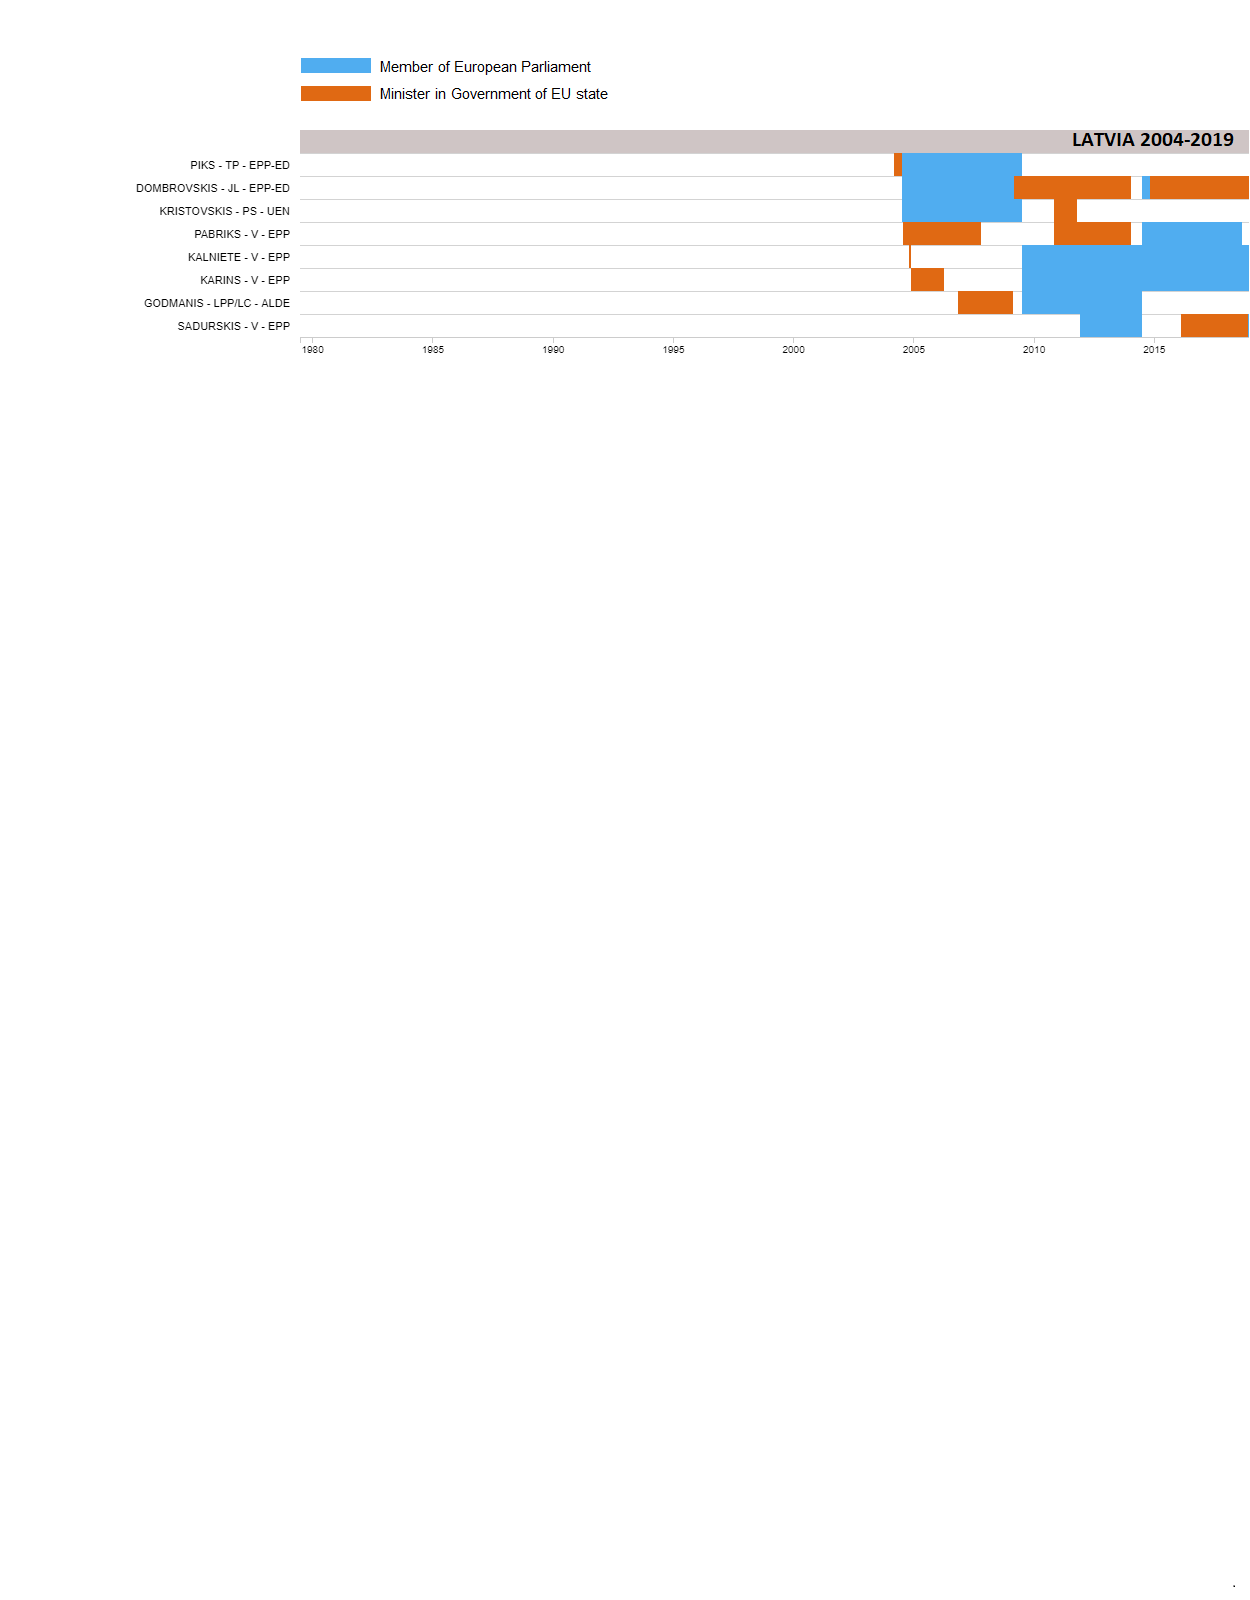 Member of European Parliament
Minister in Government of EU state
LATVIA 2004-2019
PIKS - TP - EPP-ED
DOMBROVSKIS - JL - EPP-ED
KRISTOVSKIS - PS - UEN
PABRIKS - V - EPP
KALNIETE - V - EPP
KARINS - V - EPP
GODMANIS - LPP/LC - ALDE
SADURSKIS - V - EPP
1980 1985 1990 1995 2000 2005 2010 2015
.